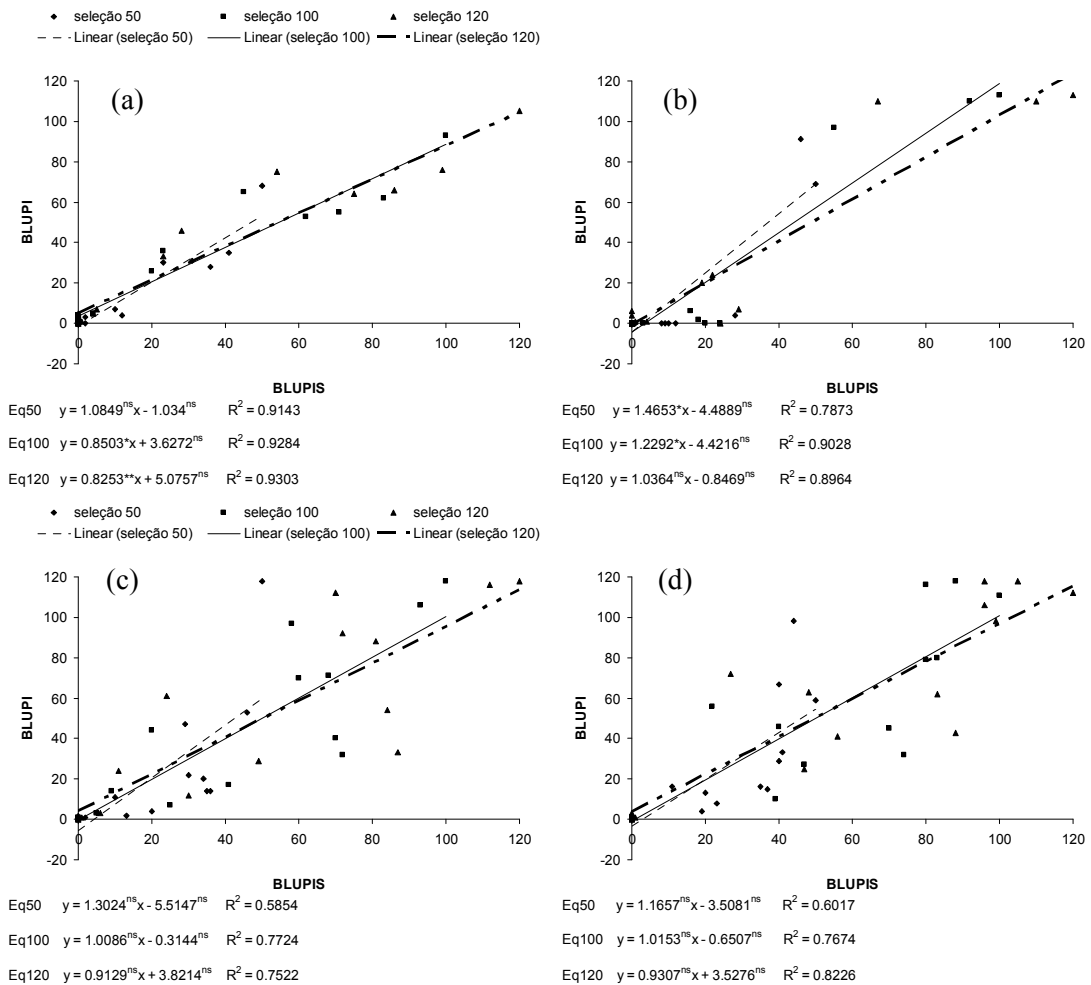 seleção 50 seleção 100 seleção 120
Linear (seleção 50) Linear (seleção 100) Linear (seleção 120)
(a) (b)
120 120
100 100
80 80
60 60
40 40
20 20
0 0
-20 -20
0 20 40 60 80 100 120 0 20 40 60 80 100 120
BLUPI BLUPI
BLUPIS BLUPIS
Eq50 y = 1.0849ⁿˢx - 1.034ⁿˢ R² = 0.9143 Eq50 y = 1.4653*x - 4.4889ⁿˢ R² = 0.7873
Eq100 y = 0.8503*x + 3.6272ⁿˢ R² = 0.9284 Eq100 y = 1.2292*x - 4.4216ⁿˢ R² = 0.9028
Eq120 y = 0.8253**x + 5.0757ⁿˢ R² = 0.9303 Eq120 y = 1.0364ⁿˢx - 0.8469ⁿˢ R² = 0.8964
seleção 50 seleção 100 seleção 120
Linear (seleção 50) Linear (seleção 100) Linear (seleção 120)
(c) (d)
120 120
100 100
80 80
60 60
40 40
20 20
0 0
-20 -20
0 20 40 60 80 100 120 0 20 40 60 80 100 120
BLUPI BLUPI
BLUPIS BLUPIS
Eq50 y = 1.3024ⁿˢx - 5.5147ⁿˢ R² = 0.5854 Eq50 y = 1.1657ⁿˢx - 3.5081ⁿˢ R² = 0.6017
Eq100 y = 1.0086ⁿˢx - 0.3144ⁿˢ R² = 0.7724 Eq100 y = 1.0153ⁿˢx - 0.6507ⁿˢ R² = 0.7674
Eq120 y = 0.9129ⁿˢx + 3.8214ⁿˢ R² = 0.7522 Eq120 y = 0.9307ⁿˢx + 3.5276ⁿˢ R² = 0.8226